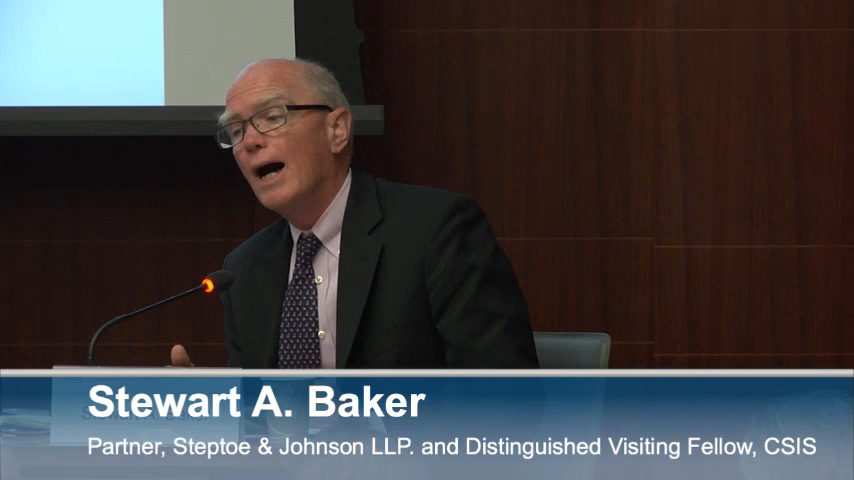 Stewart A. Baker
Partner, Steptoe & Johnson LLP. and Distinguished Visiting Fellow, CSIS